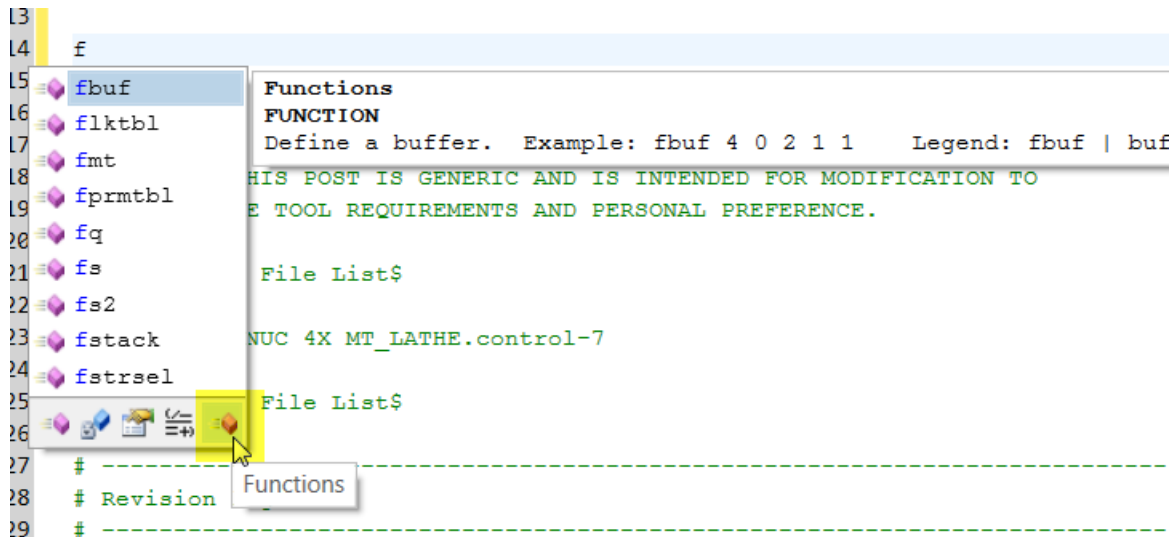 13
14 f
15 fbuf Functions
16 flktbl FUNCTION
17 fmt Define a buffer. Example: fbuf 4 0 2 1 1 Legend: fbuf | buf
18 fprmtbl HIS POST IS GENERIC AND IS INTENDED FOR MODIFICATION TO
19 E TOOL REQUIREMENTS AND PERSONAL PREFERENCE.
20 fq
21 fs File List$
22 fs2
23 fstack NUC 4X MT_LATHE.control-7
24 fstrsel
25 File List$
26
27 # ----------------------------------------------------------------
Functions
28 # Revision
29 # ----------------------------------------------------------------